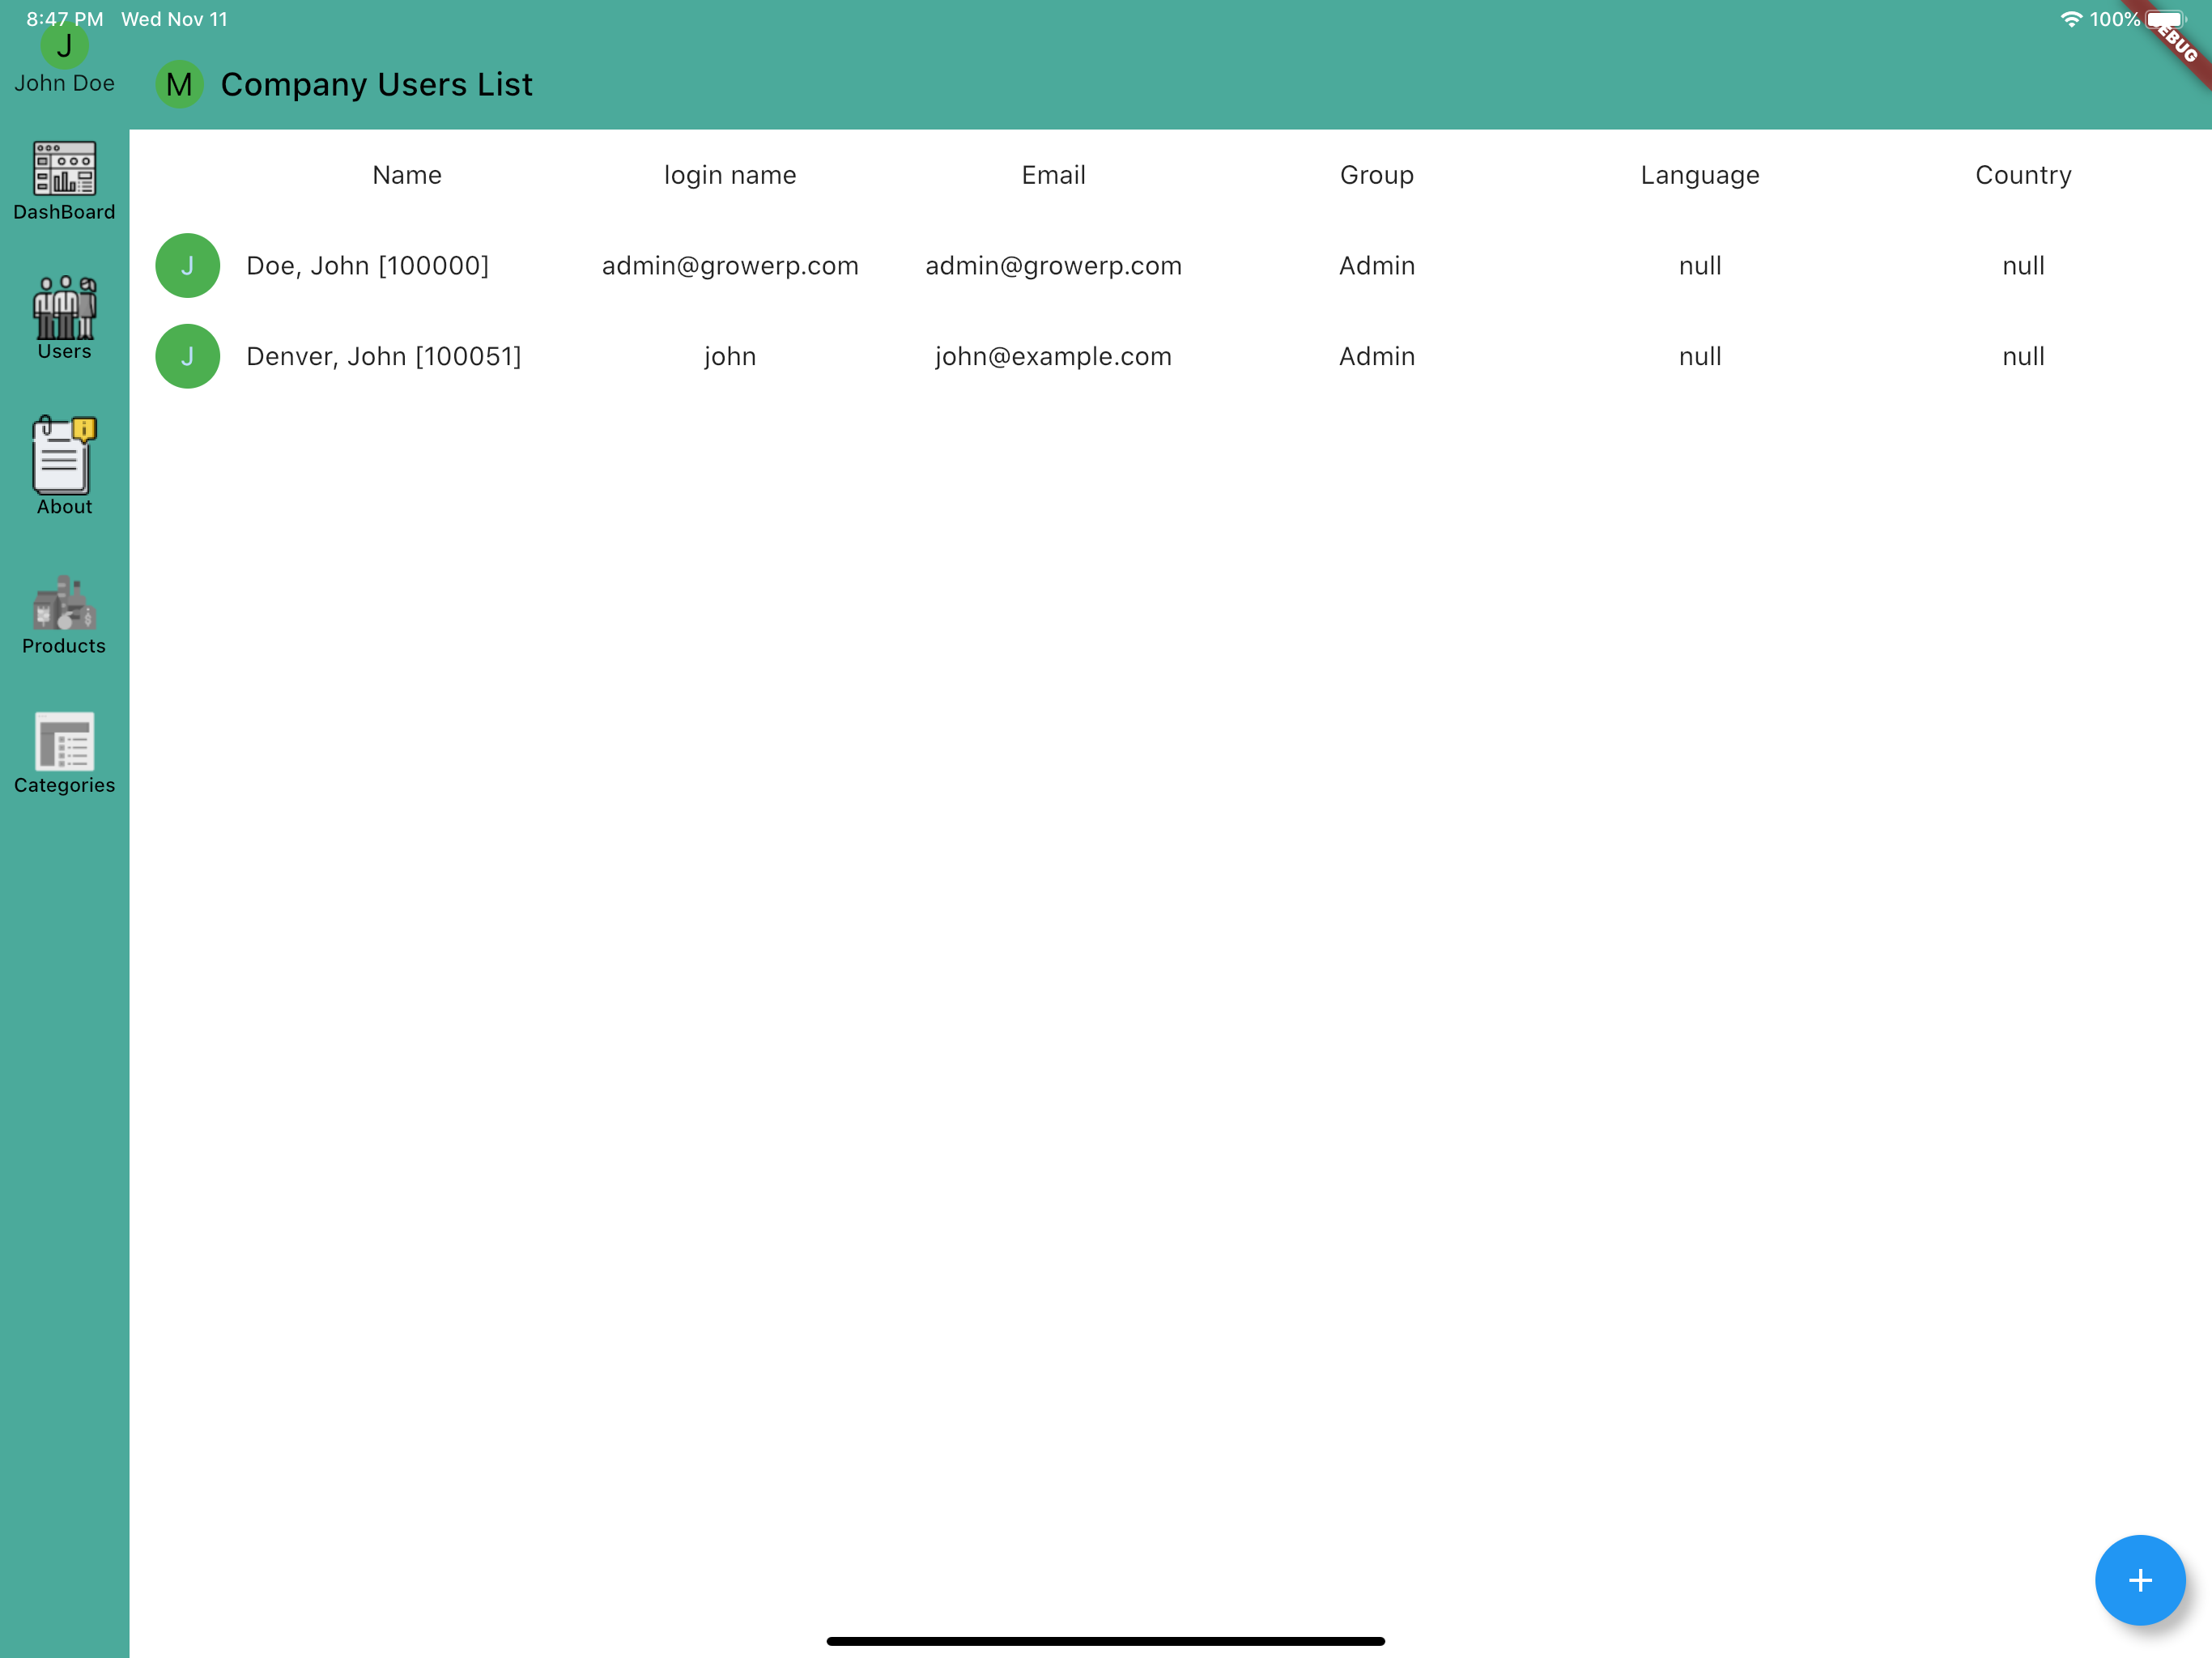 8:47 PM Wed Nov 11
100%
EBUG
J
John Doe
M Company Users List
DashBoard
Users
About
Products
Categories
Name login name Email Group Language Country
J Doe, John [100000] admin@growerp.com admin@growerp.com Admin null null
J Denver, John [100051] john john@example.com Admin null null
+